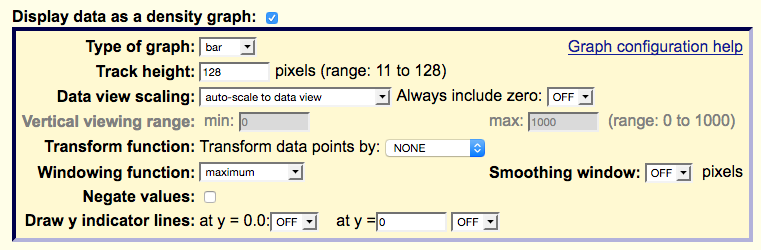 Display data as a density graph:
Type of graph: bar Graph configuration help
Track height: 128 pixels (range: 11 to 128)
Data view scaling: auto-scale to data view Always include zero: OFF
Vertical viewing range: min: 0 max: 1000 (range: 0 to 1000)
Transform function: Transform data points by: NONE
Windowing function: maximum Smoothing window: OFF pixels
Negate values:
Draw y indicator lines: at y = 0.0: OFF at y = 0 OFF